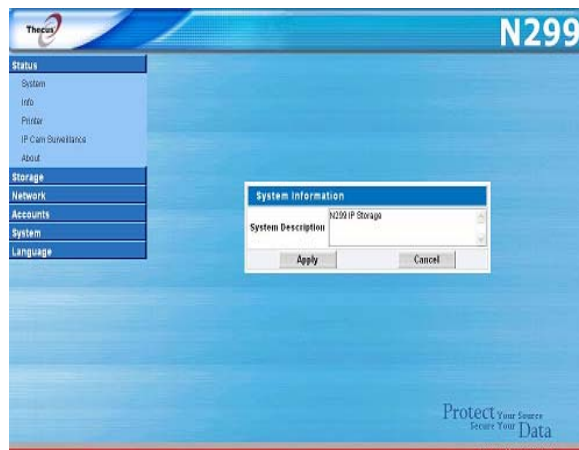 Thecus
N299
Status
System
Info
Printer
IP Cam Surveillance
About
Storage
Network
Accounts
System
Language
System Information
System Description
N299 IP Storage
Apply
Cancel
Protect Your Source
Secure Your Data